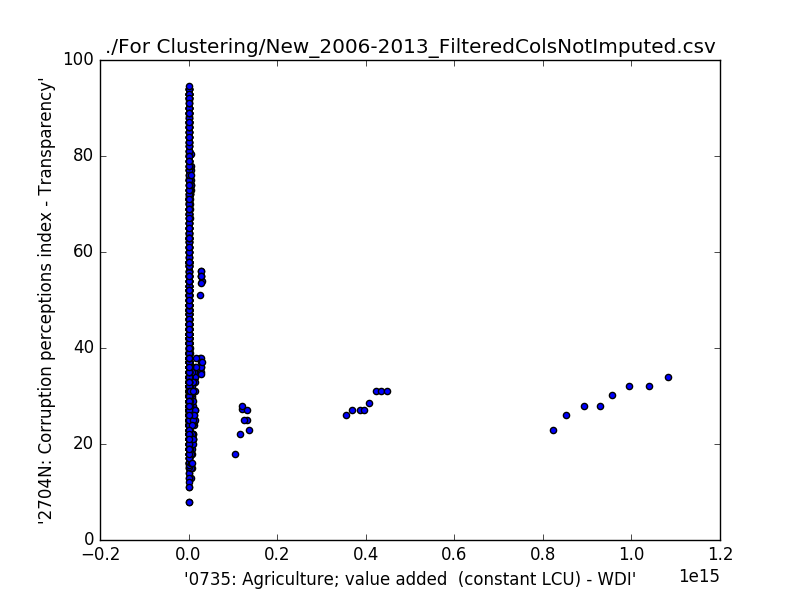 ./For Clustering/New_2006-2013_FilteredColsNotImputed.csv
100
80
60
40
20
0
'2704N: Corruption perceptions index - Transparency'
−0.2 0.0 0.2 0.4 0.6 0.8 1.0 1.2
1e15
'0735: Agriculture; value added  (constant LCU) - WDI'